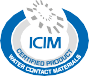 ICIM
CERTIFIED PRODUCT
WATER CONTACT MATERIALS